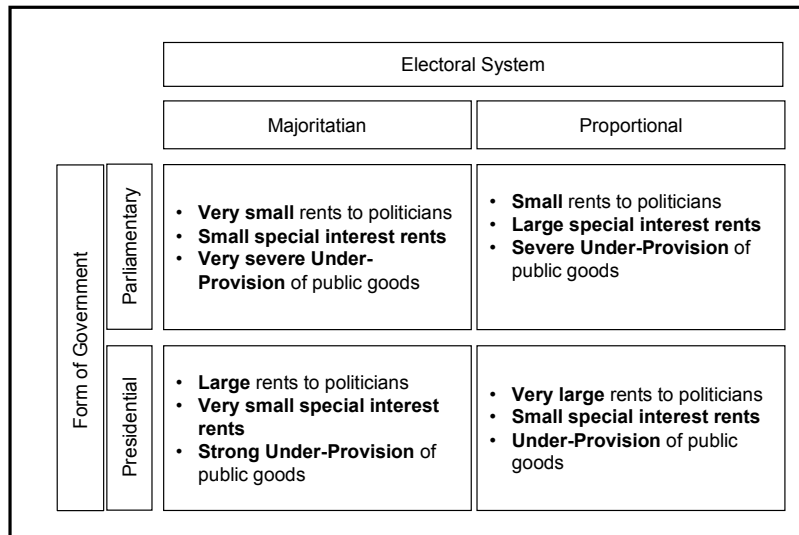 Electoral System
Majoritatian
Proportional
Form of Government
Parliamentary
• Very small rents to politicians
• Small special interest rents
• Very severe Under-
Provision of public goods
• Small rents to politicians
• Large special interest rents
• Severe Under-Provision of
public goods
Presidential
• Large rents to politicians
• Very small special interest
rents
• Strong Under-Provision of
public goods
• Very large rents to politicians
• Small special interest rents
• Under-Provision of public
goods